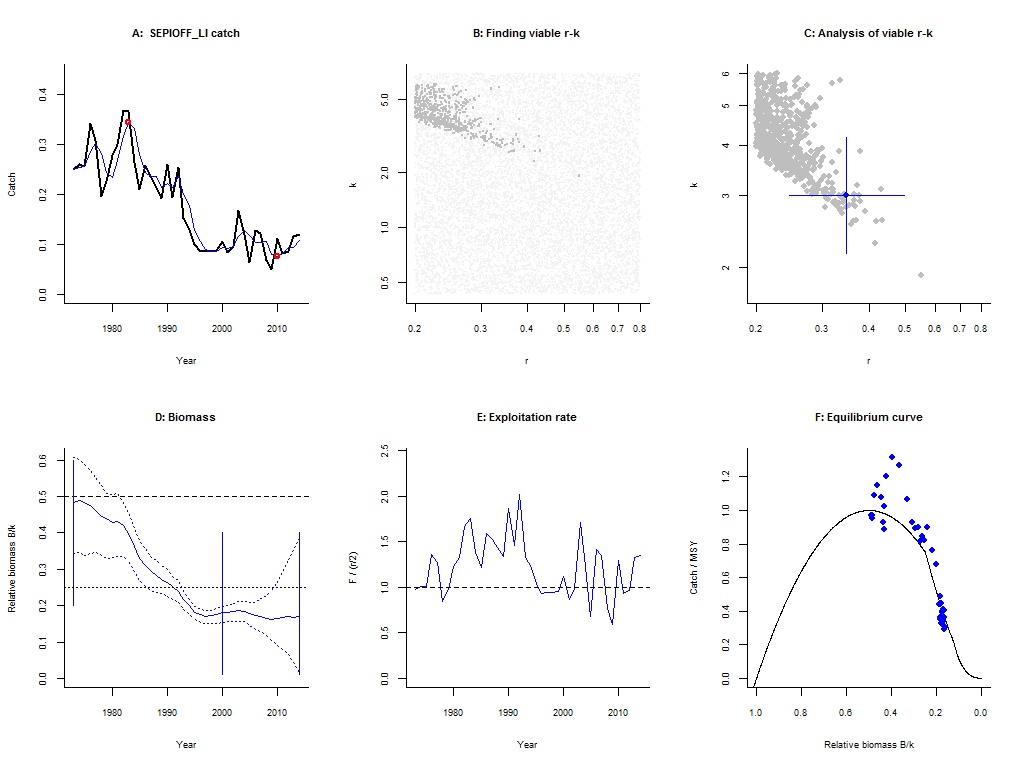 A:  SEPIOFF_LI catch
Catch
0.0 0.1 0.2 0.3 0.4
1980 1990 2000 2010
Year
B: Finding viable r-k
k
0.5 1.0 2.0 5.0
0.2 0.3 0.4 0.5 0.6 0.7 0.8
r
C: Analysis of viable r-k
k
2 3 4 5 6
0.2 0.3 0.4 0.5 0.6 0.7 0.8
r
D: Biomass
Relative biomass B/k
0.0 0.1 0.2 0.3 0.4 0.5 0.6
1980 1990 2000 2010
Year
E: Exploitation rate
F / (r/2)
0.0 0.5 1.0 1.5 2.0 2.5
1980 1990 2000 2010
Year
F: Equilibrium curve
Catch / MSY
0.0 0.2 0.4 0.6 0.8 1.0 1.2
1.0 0.8 0.6 0.4 0.2 0.0
Relative biomass B/k